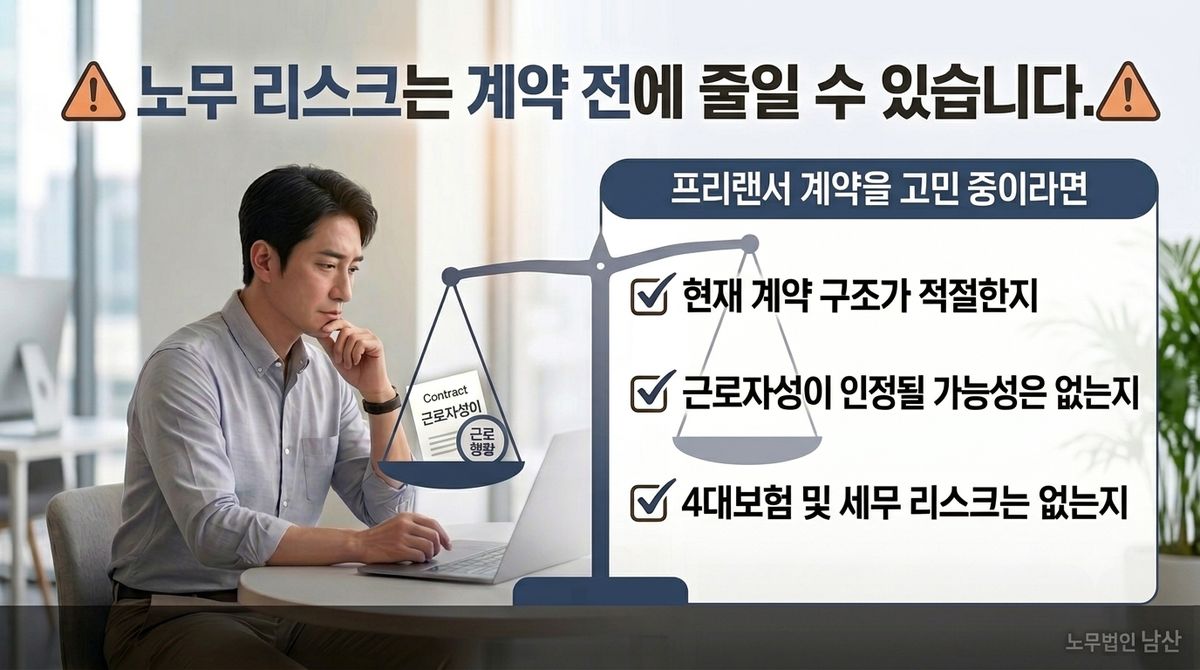 노무 리스크는 계약 전에 줄일 수 있습니다.
프리랜서 계약을 고민 중이라면
현재 계약 구조가 적절한지
근로자성이 인정될 가능성은 없는지
4대보험 및 세무 리스크는 없는지
Contract
근로자성이
근로
노무법인 남산